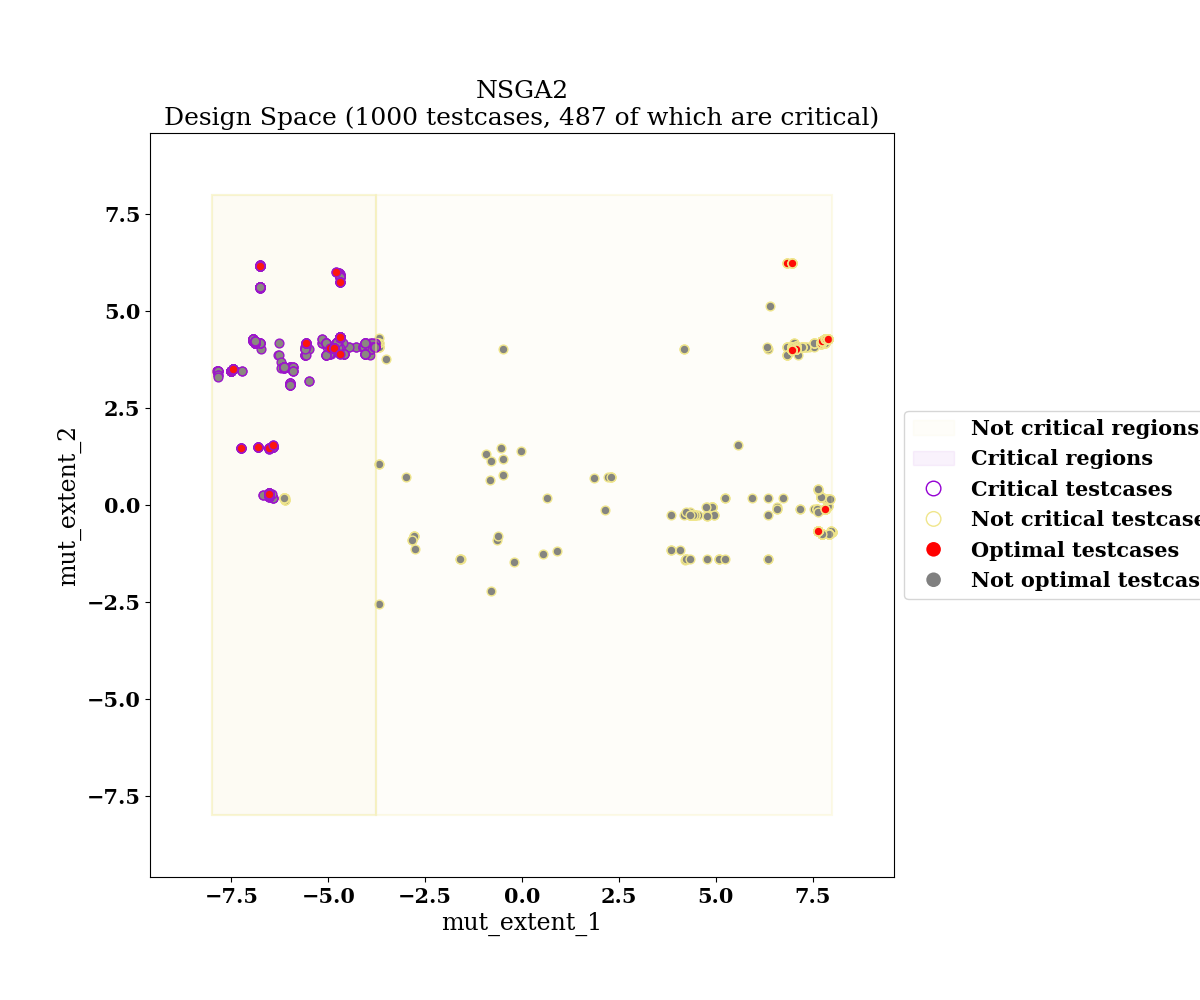 NSGA2
Design Space (1000 testcases, 487 of which are critical)
7.5
5.0
2.5
0.0
−2.5
−5.0
−7.5
mut_extent_2
−7.5 −5.0 −2.5 0.0 2.5 5.0 7.5
mut_extent_1
Not critical regions
Critical regions
Critical testcases
Not critical testcase
Optimal testcases
Not optimal testcas